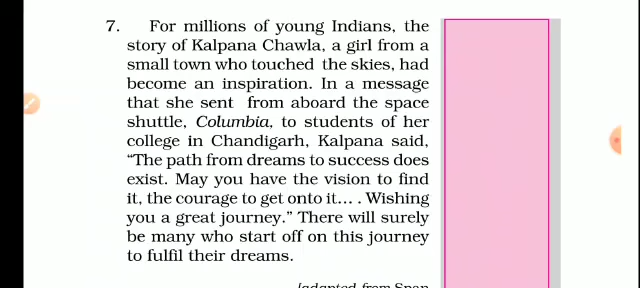 7. For millions of young Indians, the
story of Kalpana Chawla, a girl from a
small town who touched the skies, had
become an inspiration. In a message
that she sent from aboard the space
shuttle, Columbia, to students of her
college in Chandigarh, Kalpana said,
“The path from dreams to success does
exist. May you have the vision to find
it, the courage to get onto it... . Wishing
you a great journey.” There will surely
be many who start off on this journey
to fulfil their dreams.
[adapted from Span